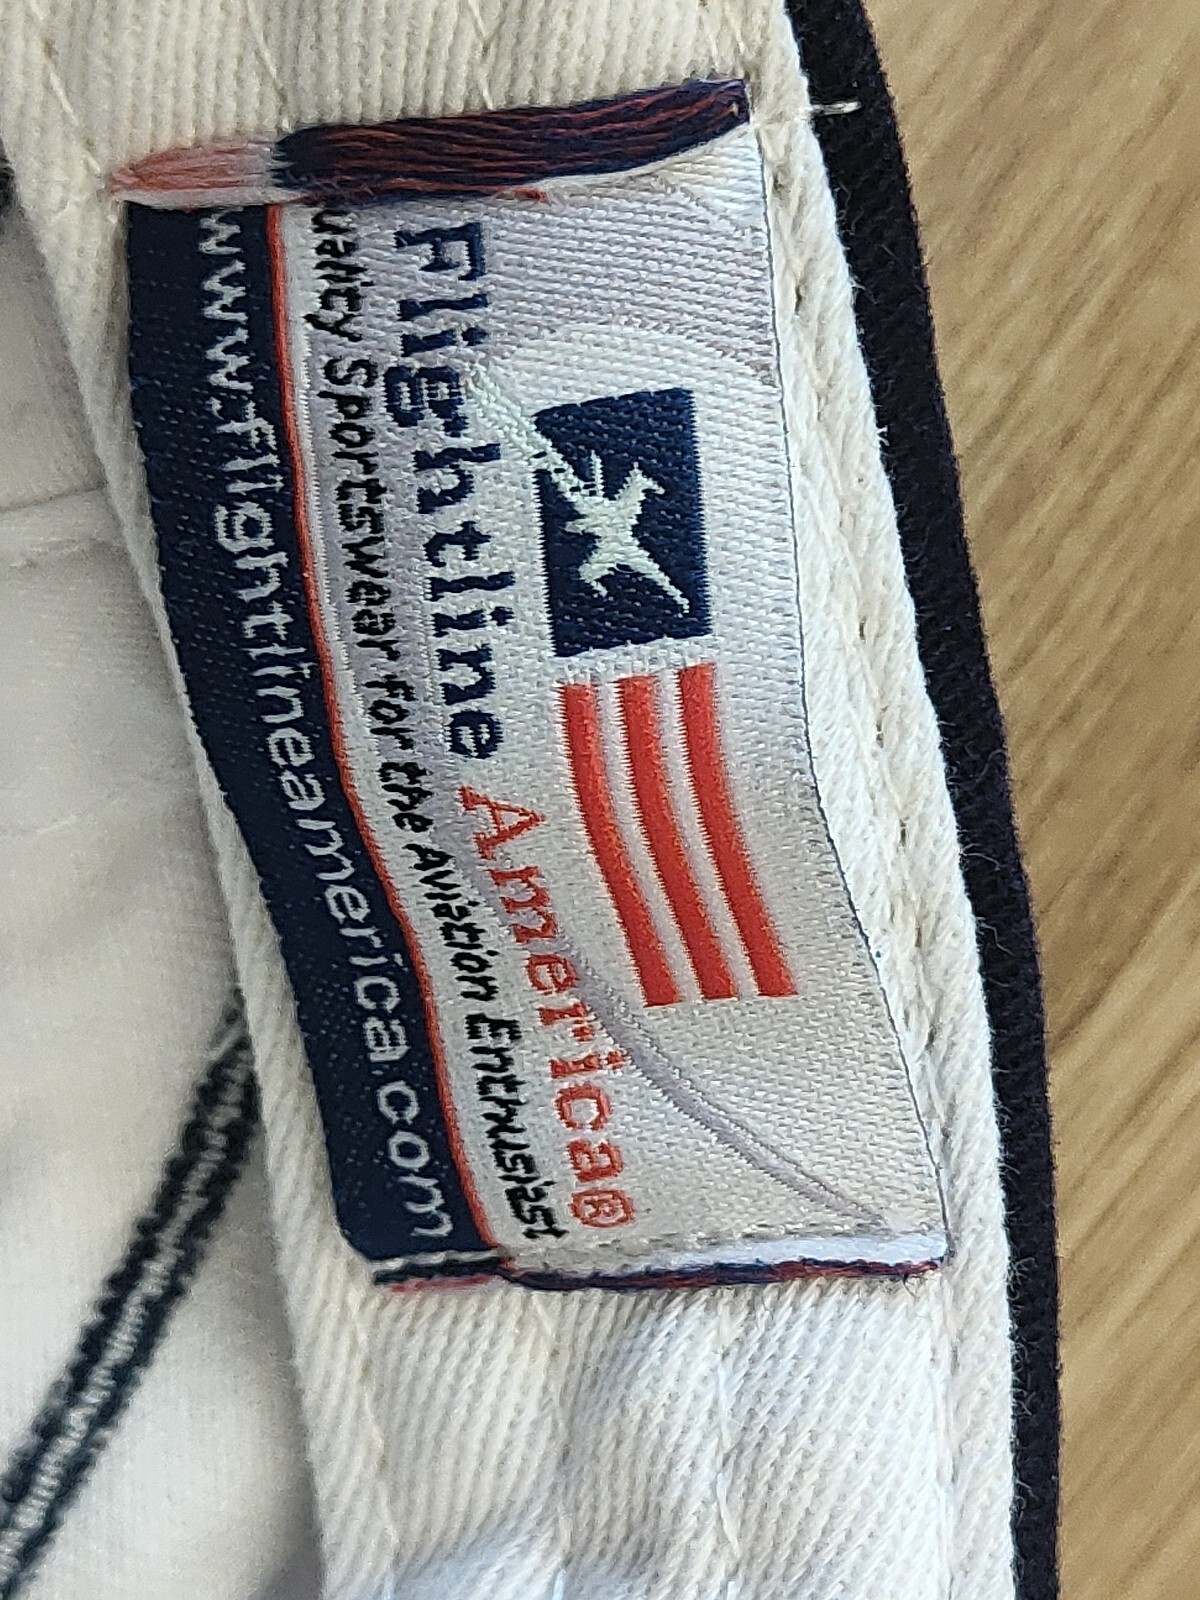 Flightline America®
uality Sportswear for the Aviation Enthusiast
www.flightlineamerica.com